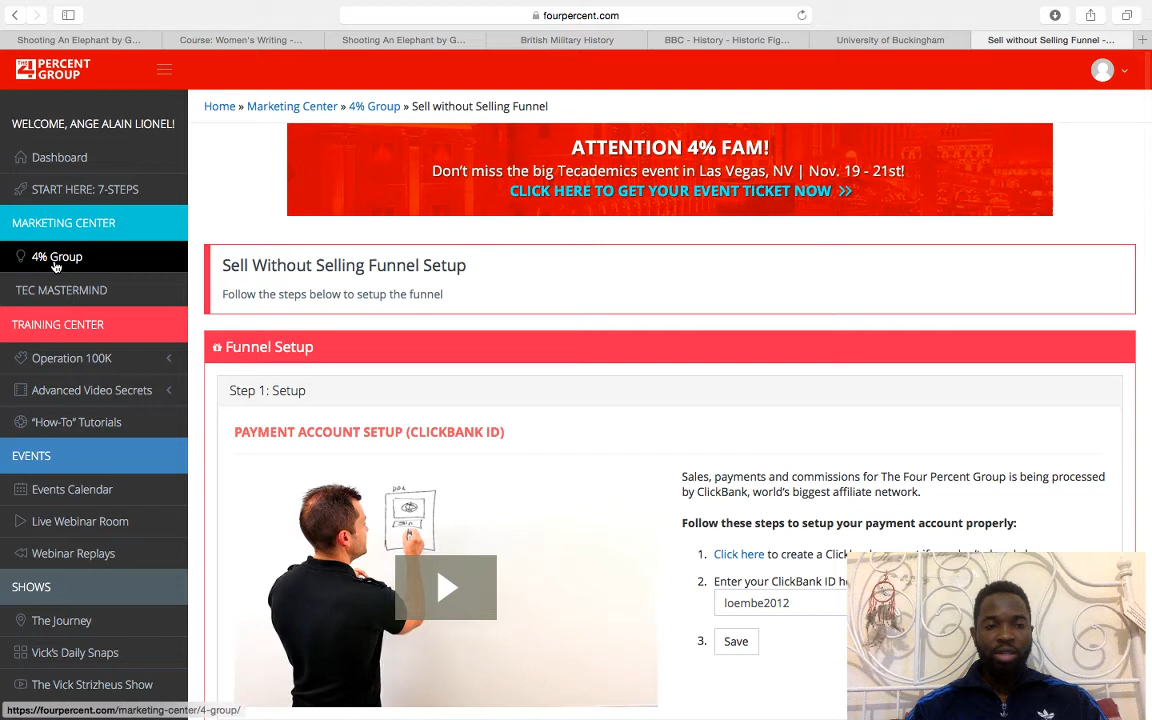 fourpercent.com
Shooting An Elephant by G...
Course: Women's Writing -...
Shooting An Elephant by G...
British Military History
BBC - History - Historic Fig...
University of Buckingham
Sell without Selling Funnel -...
THE 4 PERCENT GROUP
WELCOME, ANGE ALAIN LIONEL!
Dashboard
START HERE: 7-STEPS
MARKETING CENTER
4% Group
TEC MASTERMIND
TRAINING CENTER
Operation 100K
Advanced Video Secrets
“How-To” Tutorials
EVENTS
Events Calendar
Live Webinar Room
Webinar Replays
SHOWS
The Journey
Vick's Daily Snaps
The Vick Strizheus Show
https://fourpercent.com/marketing-center/4-group/
Home » Marketing Center » 4% Group » Sell without Selling Funnel
ATTENTION 4% FAM!
Don't miss the big Tecademics event in Las Vegas, NV | Nov. 19 - 21st!
CLICK HERE TO GET YOUR EVENT TICKET NOW >>
Sell Without Selling Funnel Setup
Follow the steps below to setup the funnel
Funnel Setup
Step 1: Setup
PAYMENT ACCOUNT SETUP (CLICKBANK ID)
Sales, payments and commissions for The Four Percent Group is being processed
by ClickBank, world's biggest affiliate network.
Follow these steps to setup your payment account properly:
1. Click here to create a
2. Enter your ClickBank ID
loembe2012
3. Save